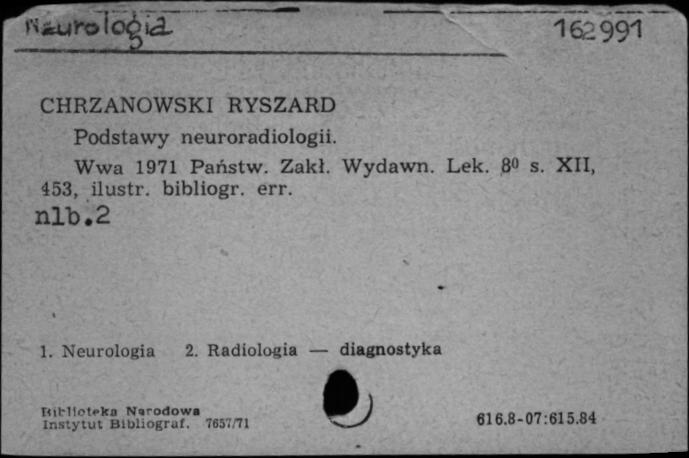 Neurologia 162991
CHRZANOWSKI RYSZARD
Podstawy neuroradiologii.
Wwa 1971 Państw. Zakł. Wydawn. Lek. 8⁰ s. XII,
453, ilustr. bibliogr. err.
nlb.2
1. Neurologia 2. Radiologia — diagnostyka
Biblioteka Narodowa
Instytut Bibliograf. 7657/71 616.8-07:615.84